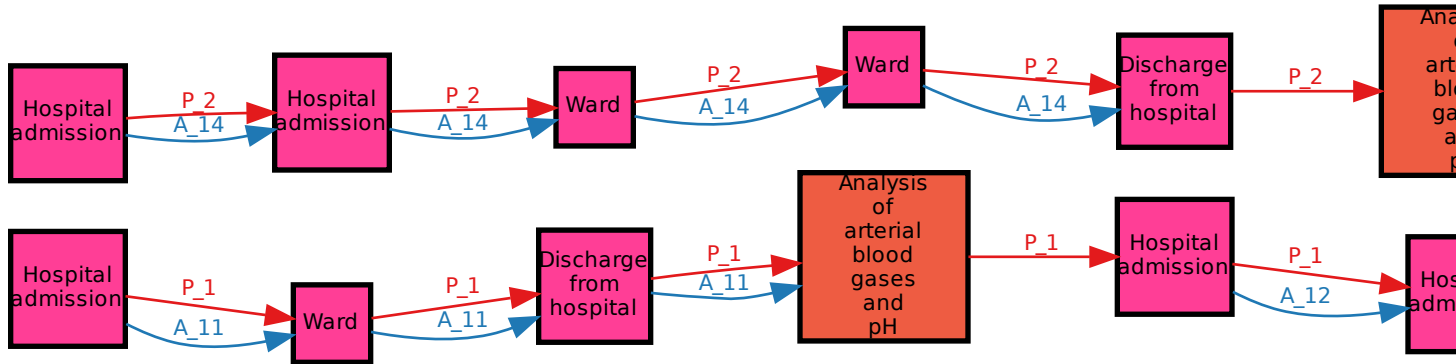 Hospital
admission
P_2
A_14
Hospital
admission
P_2
A_14
Ward
P_2
A_14
Ward
P_2
A_14
Discharge
from
hospital
P_2
Hospital
admission
P_1
A_11
Ward
P_1
A_11
Discharge
from
hospital
P_1
A_11
Analysis
of
arterial
blood
gases
and
pH
P_1
Hospital
admission
P_1
A_12